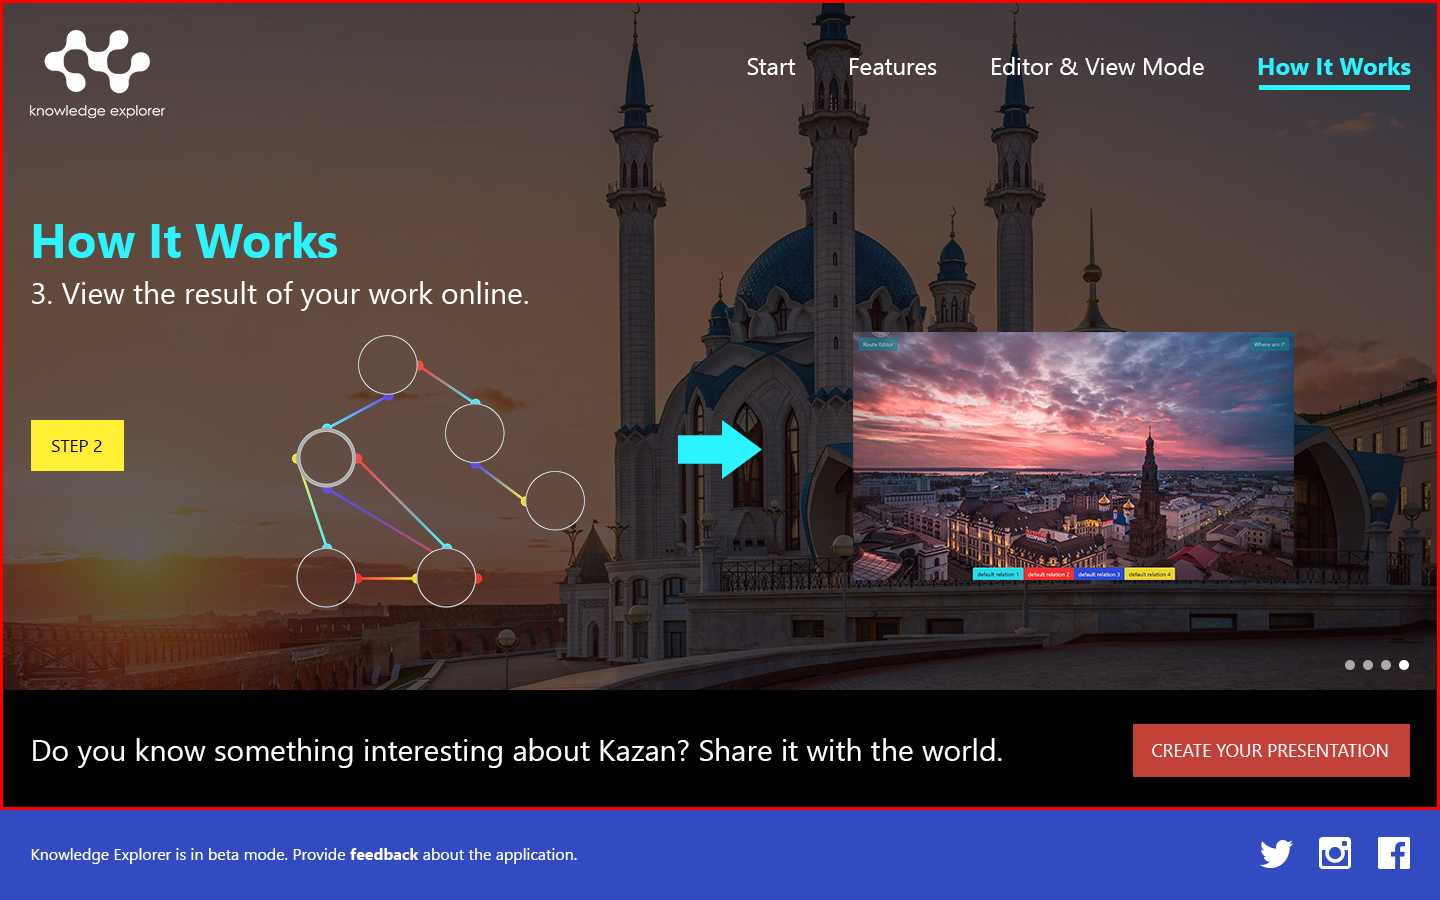 knowledge explorer
Start Features Editor & View Mode How It Works
How It Works
3. View the result of your work online.
STEP 2
Route Editor
Where am I?
default relation 1 default relation 2 default relation 3 default relation 4
Do you know something interesting about Kazan? Share it with the world.
CREATE YOUR PRESENTATION
Knowledge Explorer is in beta mode. Provide feedback about the application.